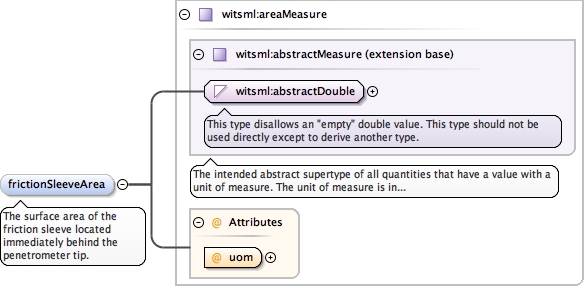 witsml:areaMeasure
witsml:abstractMeasure (extension base)
witsml:abstractDouble
This type disallows an "empty" double value. This type should not be
used directly except to derive another type.
The intended abstract supertype of all quantities that have a value with a
unit of measure. The unit of measure is in...
frictionSleeveArea
The surface area of the
friction sleeve located
immediately behind the
penetrometer tip.
@ Attributes
@ uom